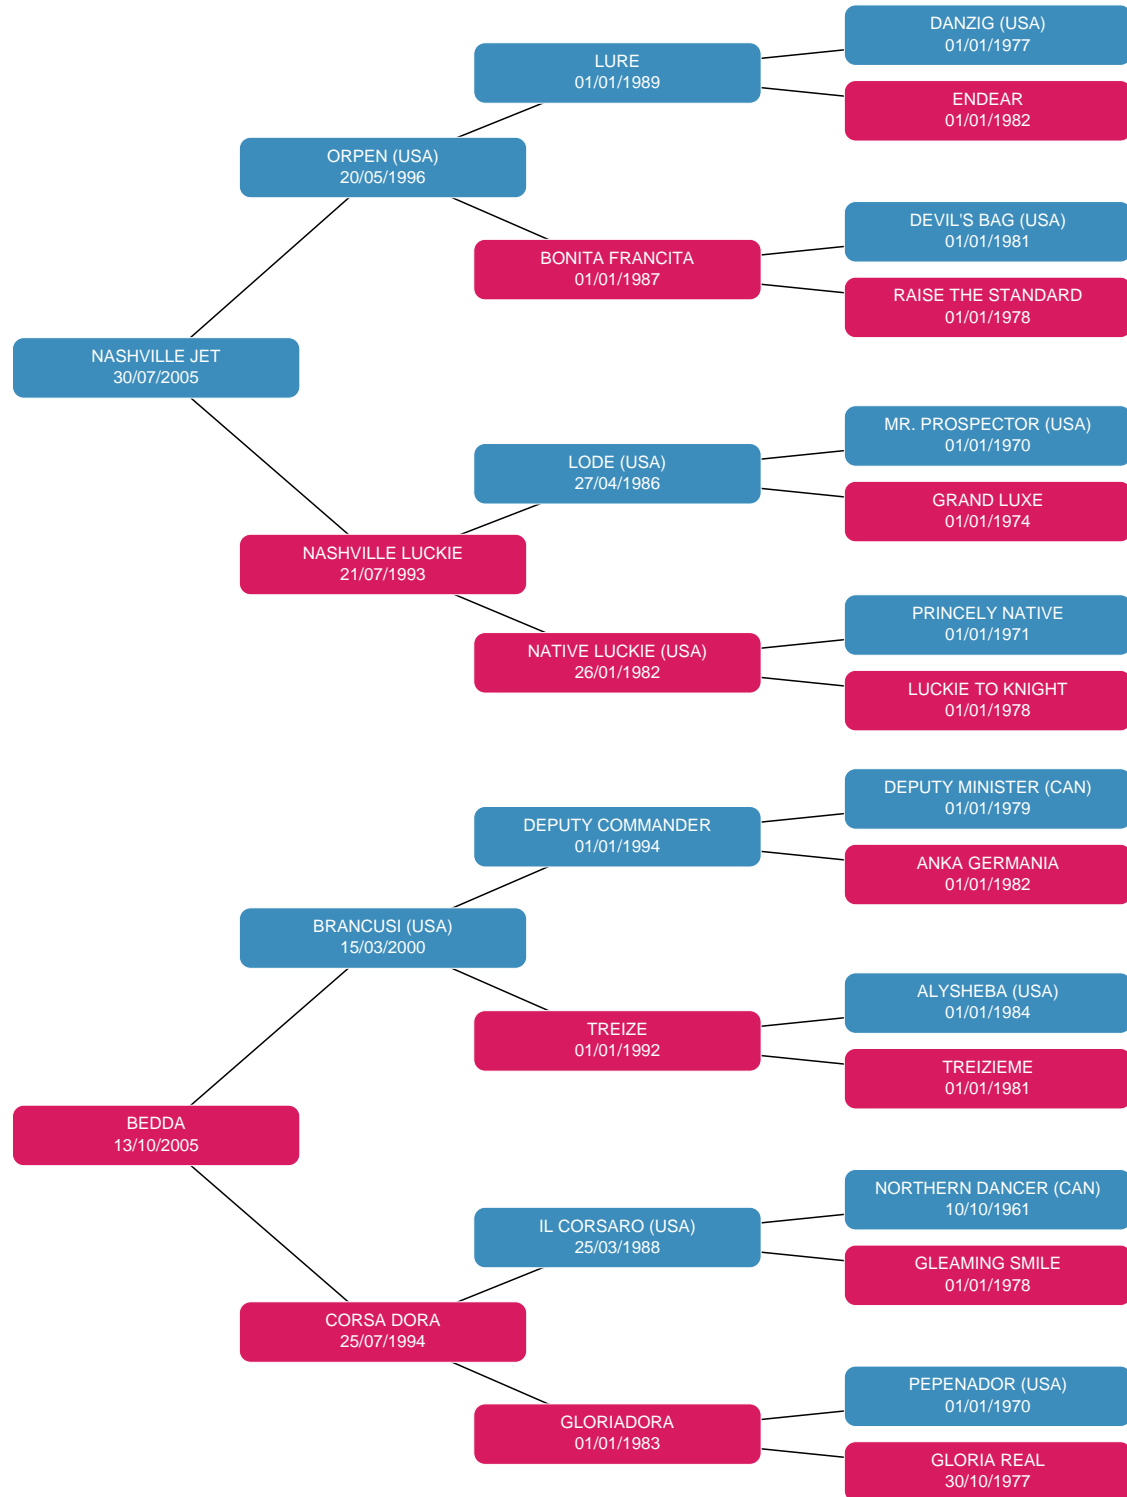 DANZIG (USA)
01/01/1977
LURE
01/01/1989
ENDEAR
01/01/1982
ORPEN (USA)
20/05/1996
DEVIL'S BAG (USA)
01/01/1981
BONITA FRANCITA
01/01/1987
RAISE THE STANDARD
01/01/1978
NASHVILLE JET
30/07/2005
MR. PROSPECTOR (USA)
01/01/1970
LODE (USA)
27/04/1986
GRAND LUXE
01/01/1974
NASHVILLE LUCKIE
21/07/1993
PRINCELY NATIVE
01/01/1971
NATIVE LUCKIE (USA)
26/01/1982
LUCKIE TO KNIGHT
01/01/1978
DEPUTY MINISTER (CAN)
01/01/1979
DEPUTY COMMANDER
01/01/1994
ANKA GERMANIA
01/01/1982
BRANCUSI (USA)
15/03/2000
ALYSHEBA (USA)
01/01/1984
TREIZE
01/01/1992
TREIZIEME
01/01/1981
BEDDA
13/10/2005
NORTHERN DANCER (CAN)
10/10/1961
IL CORSARO (USA)
25/03/1988
GLEAMING SMILE
01/01/1978
CORSA DORA
25/07/1994
PEPENADOR (USA)
01/01/1970
GLORIADORA
01/01/1983
GLORIA REAL
30/10/1977